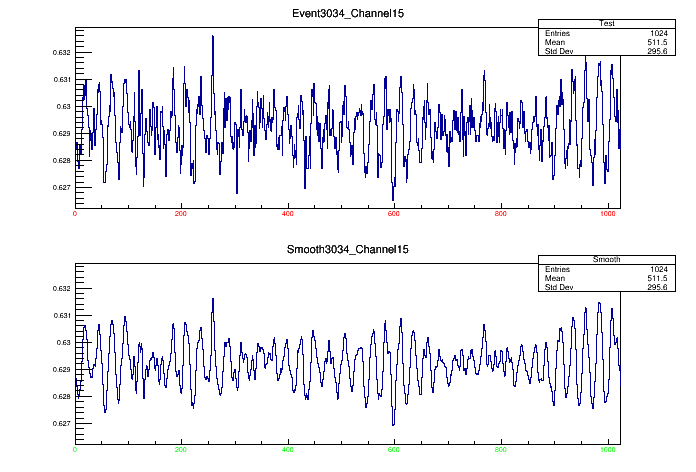 Event3034_Channel15
Test
Entries 1024
Mean 511.5
Std Dev 295.6
0.632
0.631
0.63
0.629
0.628
0.627
0 200 400 600 800 1000
Smooth3034_Channel15
Smooth
Entries 1024
Mean 511.5
Std Dev 295.6
0.632
0.631
0.63
0.629
0.628
0.627
0 200 400 600 800 1000